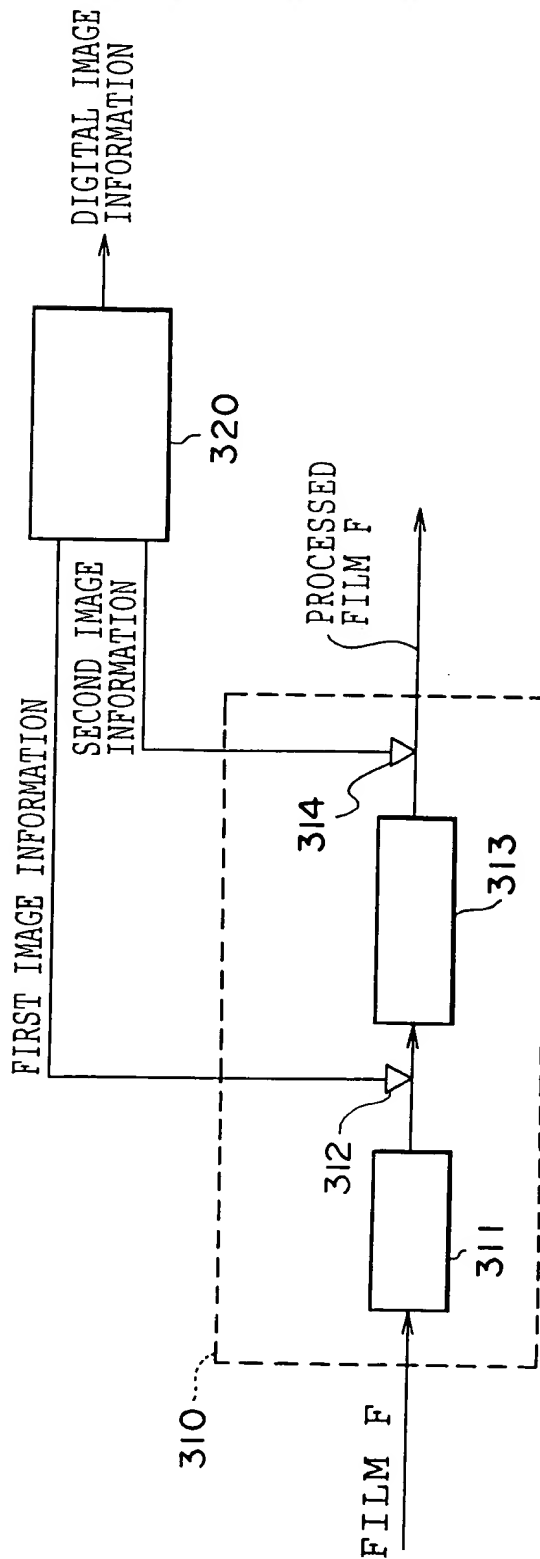 FIRST IMAGE INFORMATION
SECOND IMAGE
INFORMATION
DIGITAL IMAGE
INFORMATION
320
PROCESSED
FILM F
310
312
314
311
313
FILM F